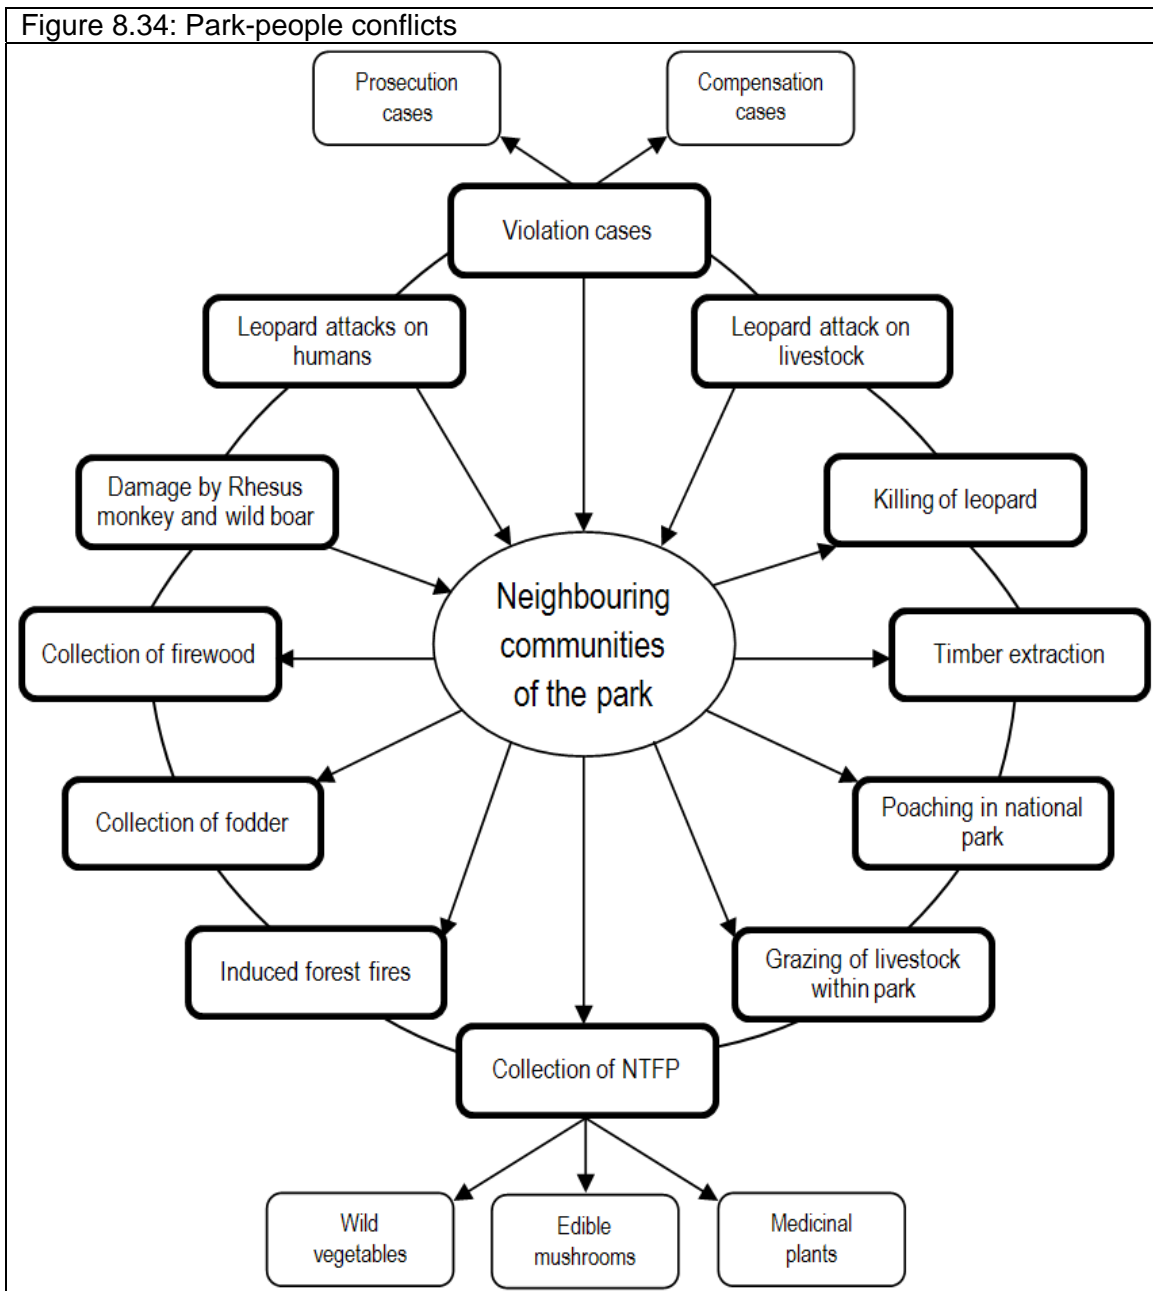 Figure 8.34: Park-people conflicts
Prosecution
cases
Compensation
cases
Violation cases
Leopard attacks on
humans
Leopard attack on
livestock
Damage by Rhesus
monkey and wild boar
Killing of leopard
Neighbouring
communities
of the park
Collection of firewood
Timber extraction
Collection of fodder
Poaching in national
park
Induced forest fires
Grazing of livestock
within park
Collection of NTFP
Wild
vegetables
Edible
mushrooms
Medicinal
plants